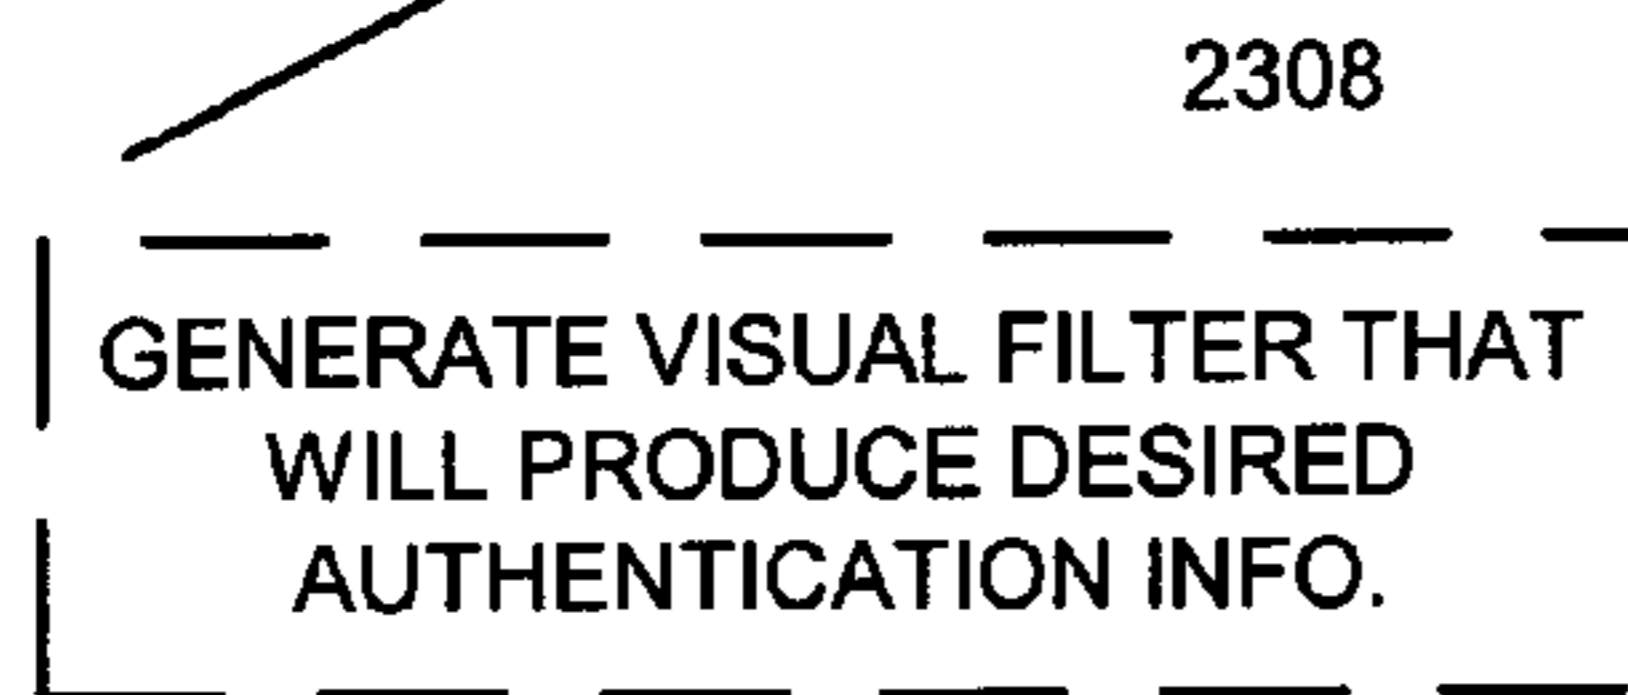 2308
GENERATE VISUAL FILTER THAT
WILL PRODUCE DESIRED
AUTHENTICATION INFO.